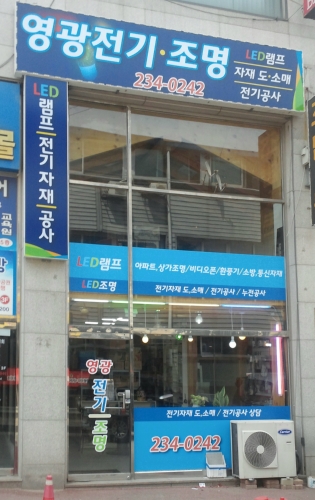 영광전기·조명
LED램프
자재 도·소매
전기공사
234-0242
LED램프전기자재/공사
LED램프
LED조명
아파트,상가조명/비디오폰/환풍기/소방,통신자재
전기자재 도,소매 / 전기공사 / 누전공사
영광
전기
조명
전기자재 도,소매 / 전기공사 상담
234-0242